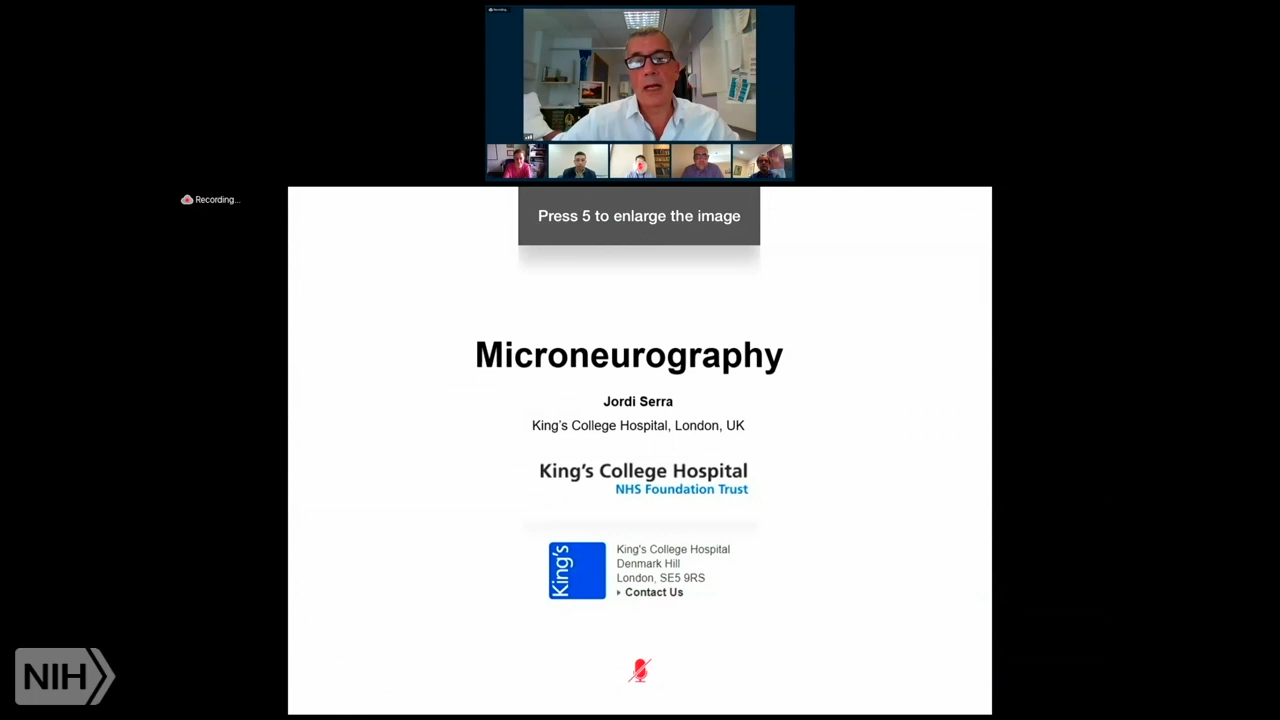 Recording...
Press 5 to enlarge the image
Microneurography
Jordi Serra
King's College Hospital, London, UK
King's College Hospital
NHS Foundation Trust
King's
King's College Hospital
Denmark Hill
London, SE5 9RS
Contact Us
NIH